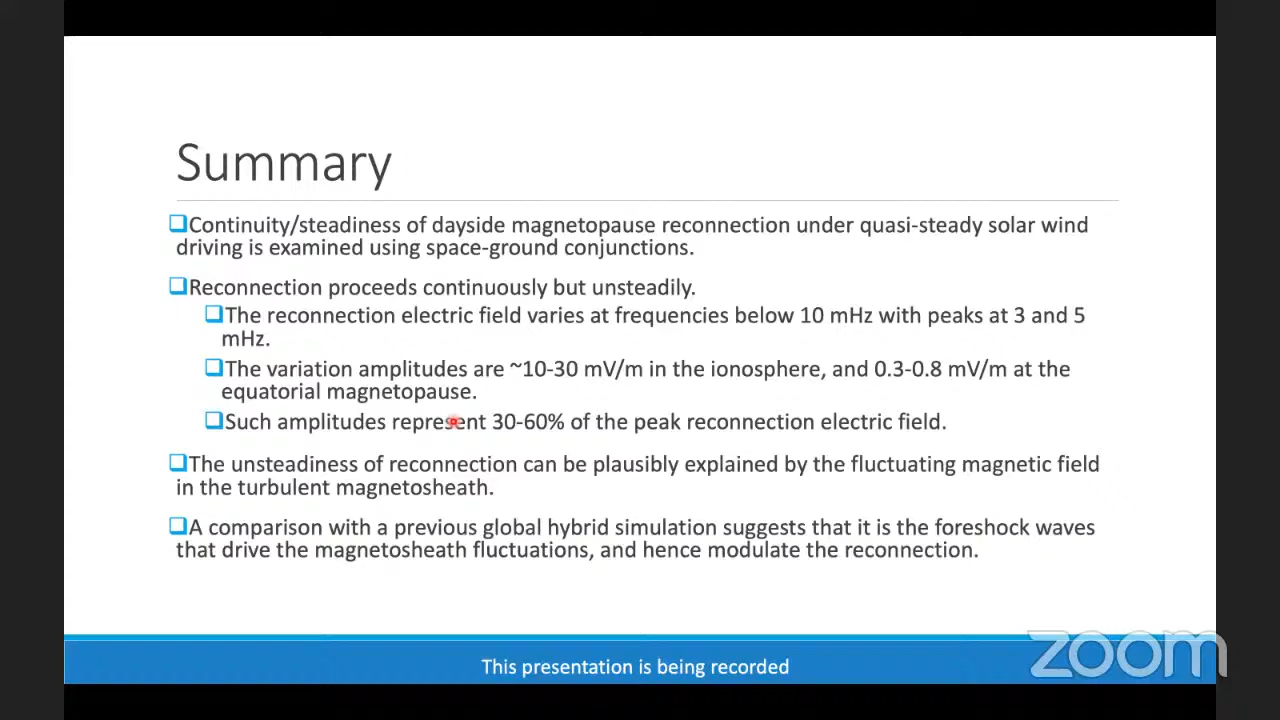 Summary
❑Continuity/steadiness of dayside magnetopause reconnection under quasi-steady solar wind
driving is examined using space-ground conjunctions.
❑Reconnection proceeds continuously but unsteadily.
❑The reconnection electric field varies at frequencies below 10 mHz with peaks at 3 and 5
mHz.
❑The variation amplitudes are ~10-30 mV/m in the ionosphere, and 0.3-0.8 mV/m at the
equatorial magnetopause.
❑Such amplitudes represent 30-60% of the peak reconnection electric field.
❑The unsteadiness of reconnection can be plausibly explained by the fluctuating magnetic field
in the turbulent magnetosheath.
❑A comparison with a previous global hybrid simulation suggests that it is the foreshock waves
that drive the magnetosheath fluctuations, and hence modulate the reconnection.
This presentation is being recorded
zoom